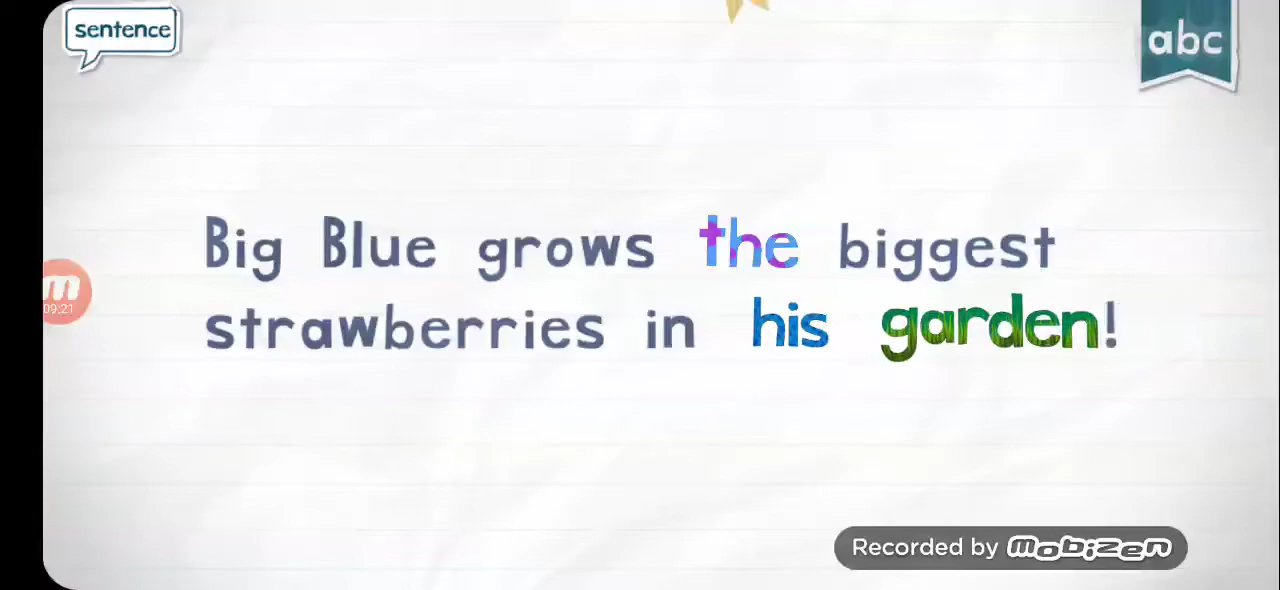 sentence
abc
Big Blue grows the biggest
strawberries in his garden!
m
09:21
Recorded by mobizen